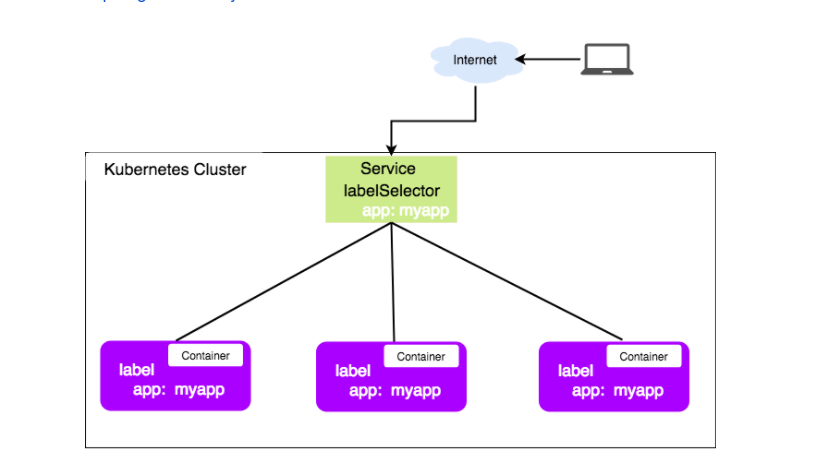 Internet
Kubernetes Cluster
Service
labelSelector
app: myapp
Container
label
app: myapp
Container
label
app: myapp
Container
label
app: myapp